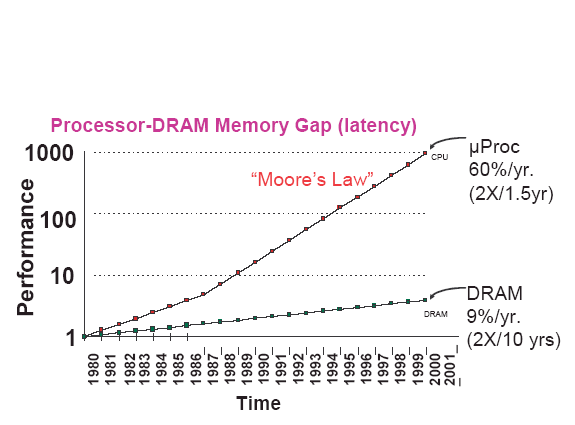 Processor-DRAM Memory Gap (latency)
1000
100
10
1
Performance
"Moore's Law"
CPU
µProc
60%/yr.
(2X/1.5yr)
DRAM
DRAM
9%/yr.
(2X/10 yrs)
1980
1981
1982
1983
1984
1985
1986
1987
1988
1989
1990
1991
1992
1993
1994
1995
1996
1997
1998
1999
2000
2001
Time